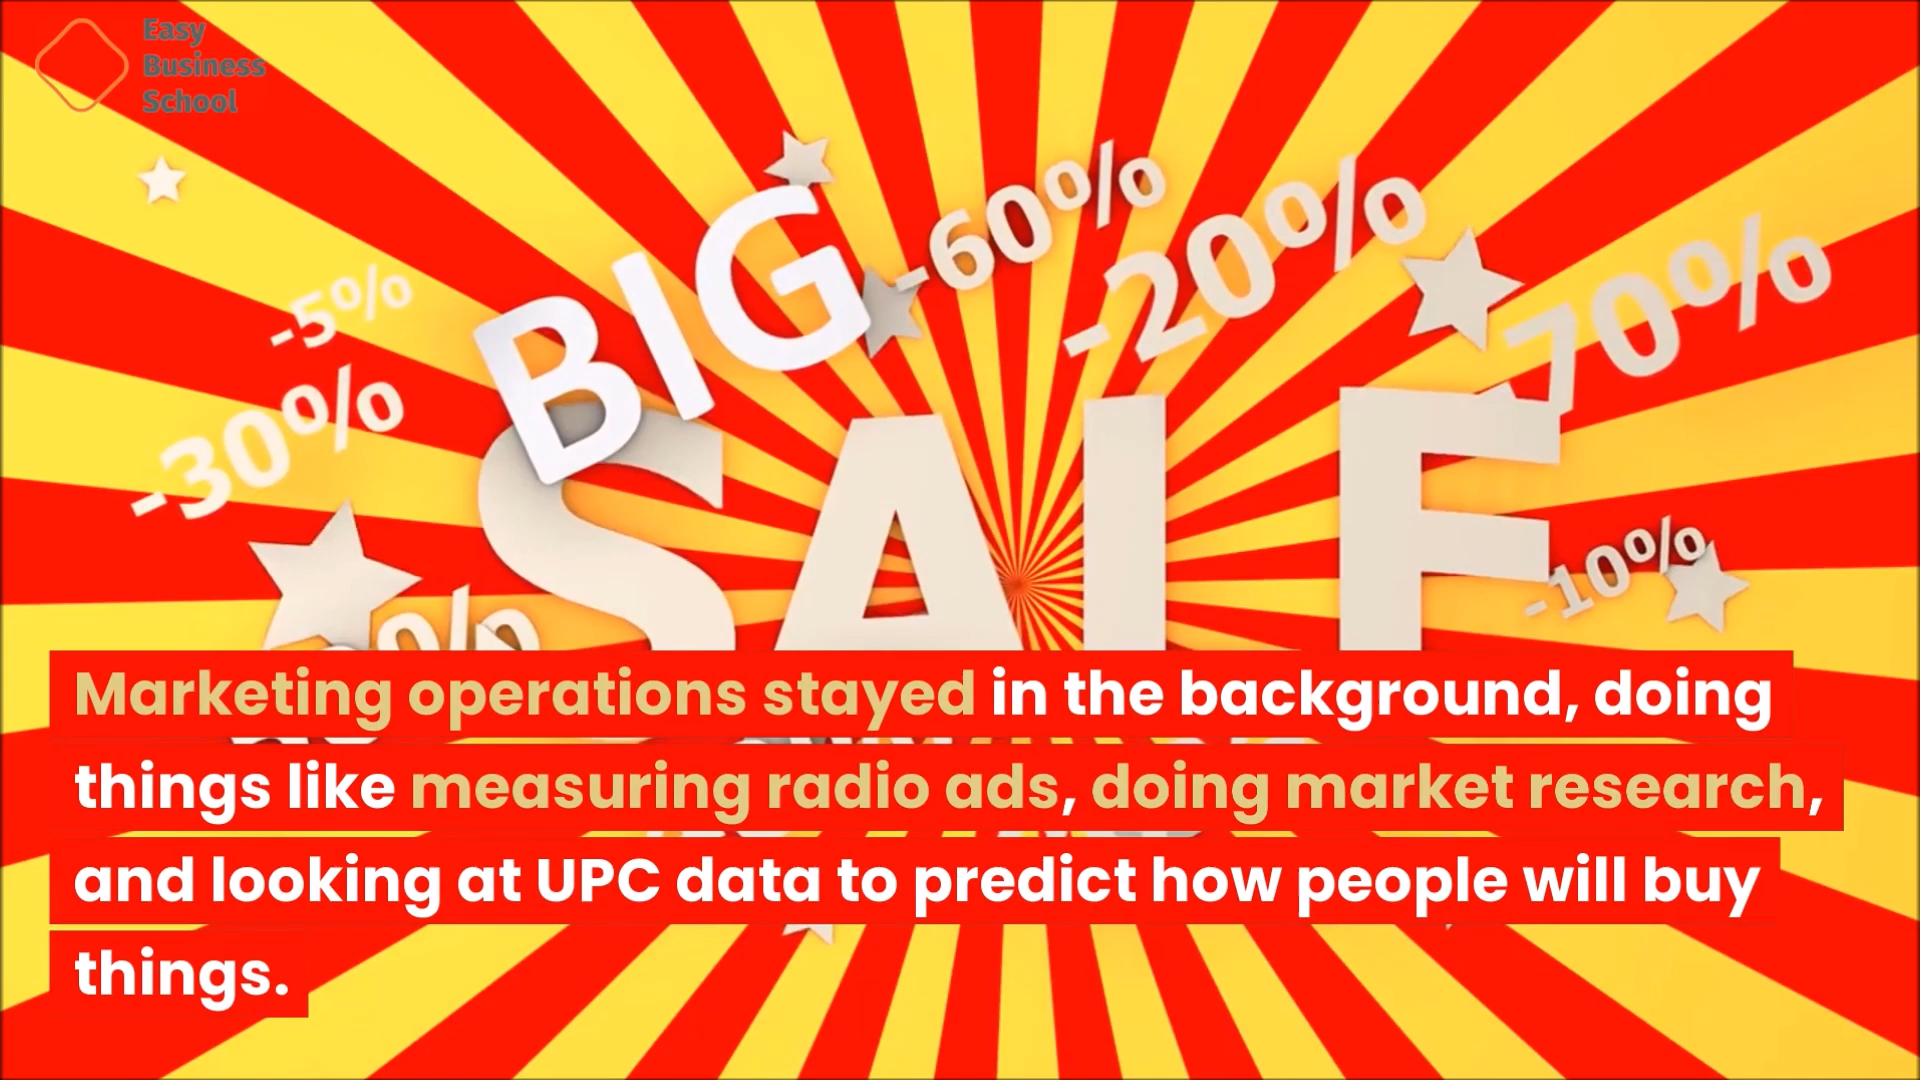 Easy
Business
School
-60%
-20%
-70%
-5%
BIG
-30%
SALE
-10%
Marketing operations stayed in the background, doing
things like measuring radio ads, doing market research,
and looking at UPC data to predict how people will buy
things.